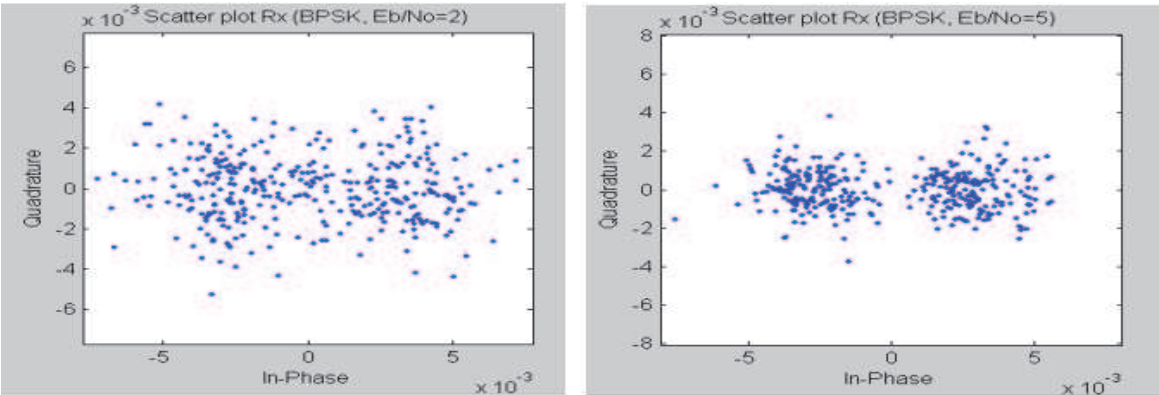 x 10⁻³ Scatter plot Rx (BPSK, Eb/No=2)
6
4
2
0
-2
-4
-6
Quadrature
-5 0 5
In-Phase
x 10⁻³
x 10⁻³ Scatter plot Rx (BPSK, Eb/No=5)
8
6
4
2
0
-2
-4
-6
-8
Quadrature
-5 0 5
In-Phase
x 10⁻³